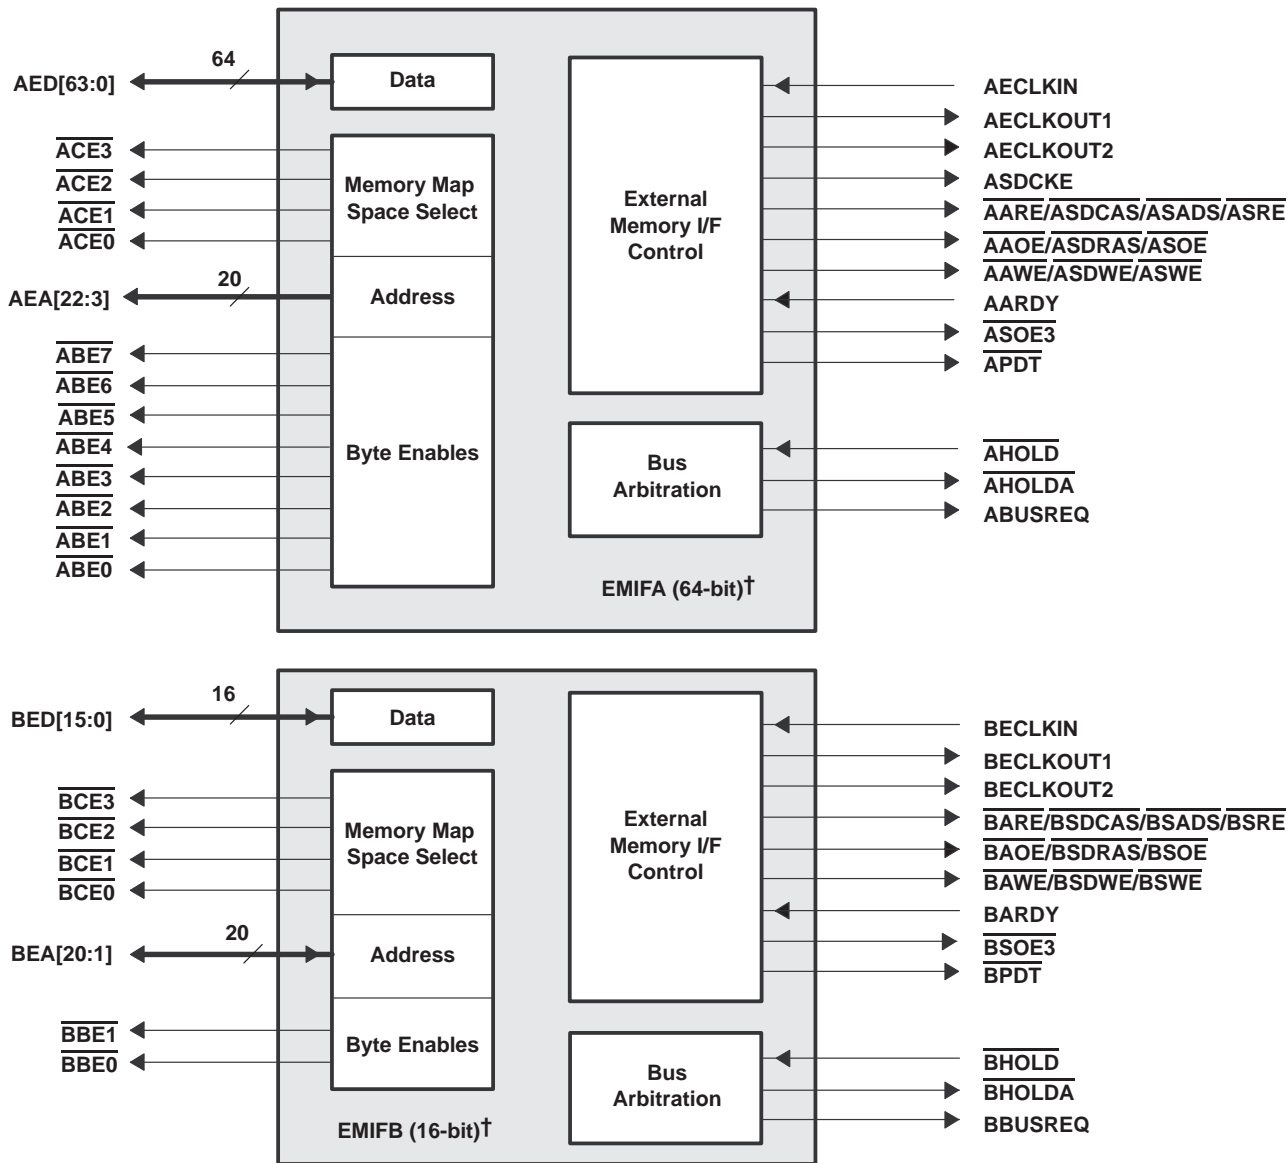 64
AED[63:0]
Data
ACE3
ACE2
ACE1
ACE0
Memory Map
Space Select
20
AEA[22:3]
Address
ABE7
ABE6
ABE5
ABE4
ABE3
ABE2
ABE1
ABE0
Byte Enables
External
Memory I/F
Control
AECLKIN
AECLKOUT1
AECLKOUT2
ASDCKE
AARE/ASDCAS/ASADS/ASRE
AAOE/ASDRAS/ASOE
AAWE/ASDWE/ASWE
AARDY
ASOE3
APDT
Bus
Arbitration
AHOLD
AHOLDA
ABUSREQ
EMIFA (64-bit)†
16
BED[15:0]
Data
BCE3
BCE2
BCE1
BCE0
Memory Map
Space Select
20
BEA[20:1]
Address
BBE1
BBE0
Byte Enables
External
Memory I/F
Control
BECLKIN
BECLKOUT1
BECLKOUT2
BARE/BSDCAS/BSADS/BSRE
BAOE/BSDRAS/BSOE
BAWE/BSDWE/BSWE
BARDY
BSOE3
BPDT
Bus
Arbitration
BHOLD
BHOLDA
BBUSREQ
EMIFB (16-bit)†